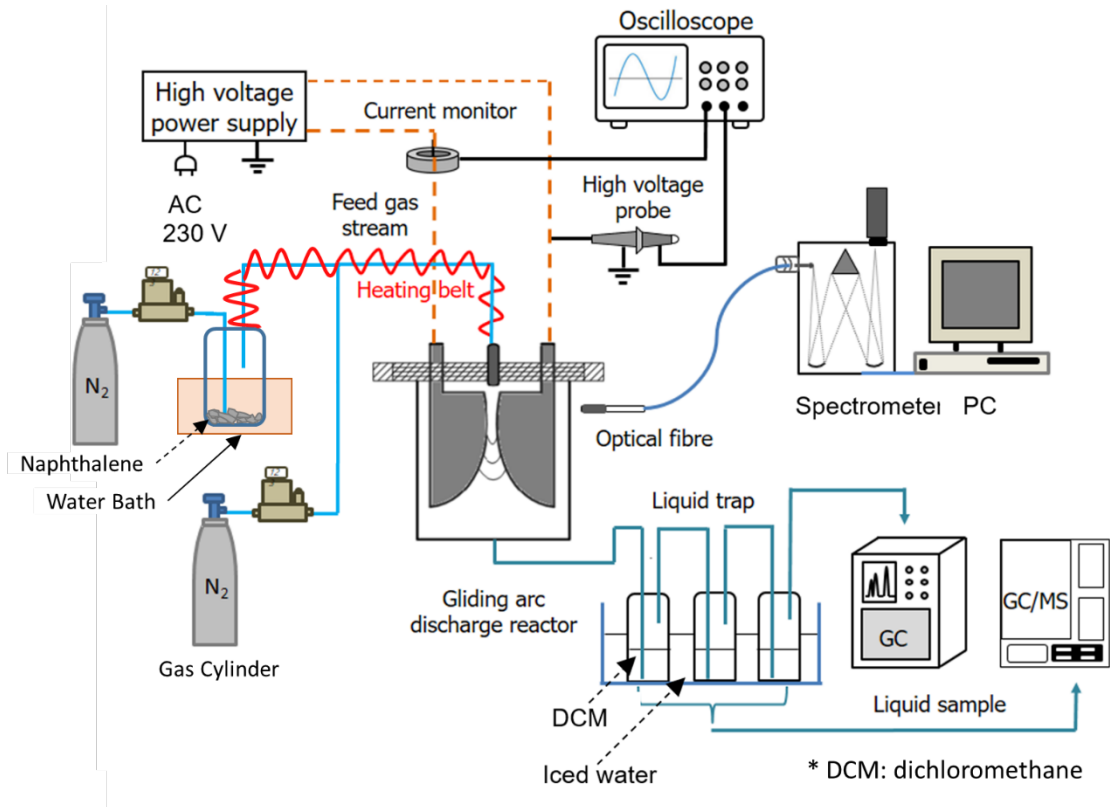 Oscilloscope
High voltage
power supply
Current monitor
AC
230 V
Feed gas
stream
High voltage
probe
Heating belt
N2
Naphthalene
Water Bath
Optical fibre
Spectrometer
PC
Liquid trap
N2
Gas Cylinder
Gliding arc
discharge reactor
GC
GC/MS
DCM
Iced water
Liquid sample
* DCM: dichloromethane